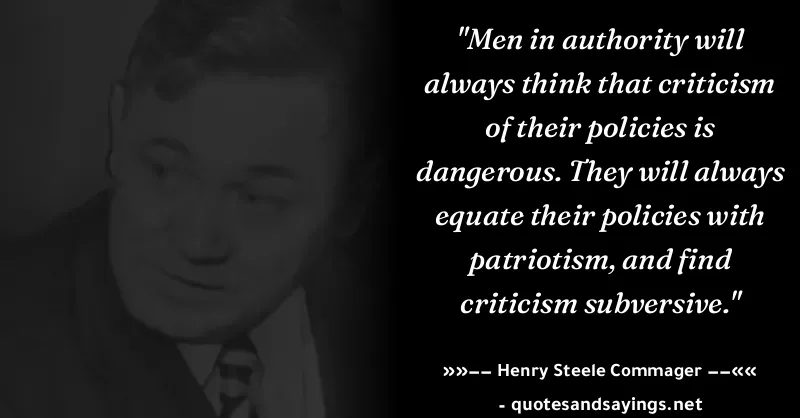 "Men in authority will
always think that criticism
of their policies is
dangerous. They will always
equate their policies with
patriotism, and find
criticism subversive."
»»−− Henry Steele Commager −−««
- quotesandsayings.net